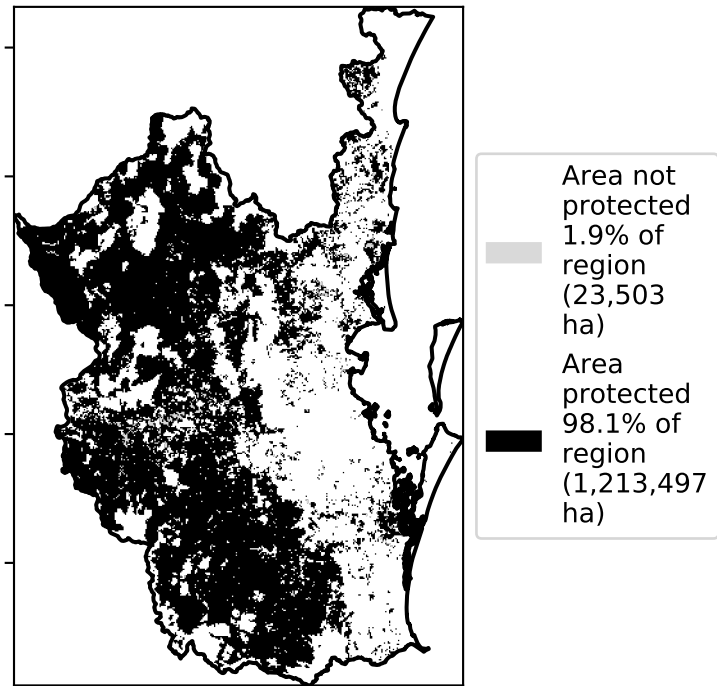 Area not
protected
1.9% of
region
(23,503
ha)
Area
protected
98.1% of
region
(1,213,497
ha)